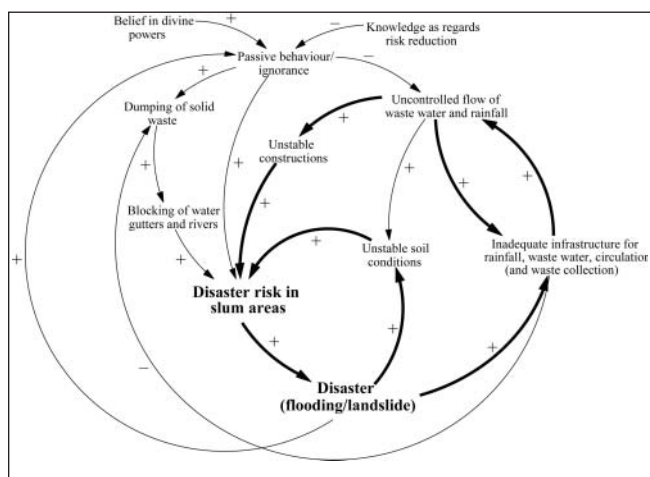 Belief in divine
powers
+
−
Knowledge as regards
risk reduction
Passive behaviour/
ignorance
−
+
Dumping of solid
waste
Uncontrolled flow of
waste water and rainfall
+
Unstable
constructions
+
+
+
+
+
+
Blocking of water
gutters and rivers
+
+
Unstable soil
conditions
Inadequate infrastructure for
rainfall, waste water, circulation
(and waste collection)
+
+
Disaster risk in
slum areas
+
+
+
−
Disaster
(flooding/landslide)